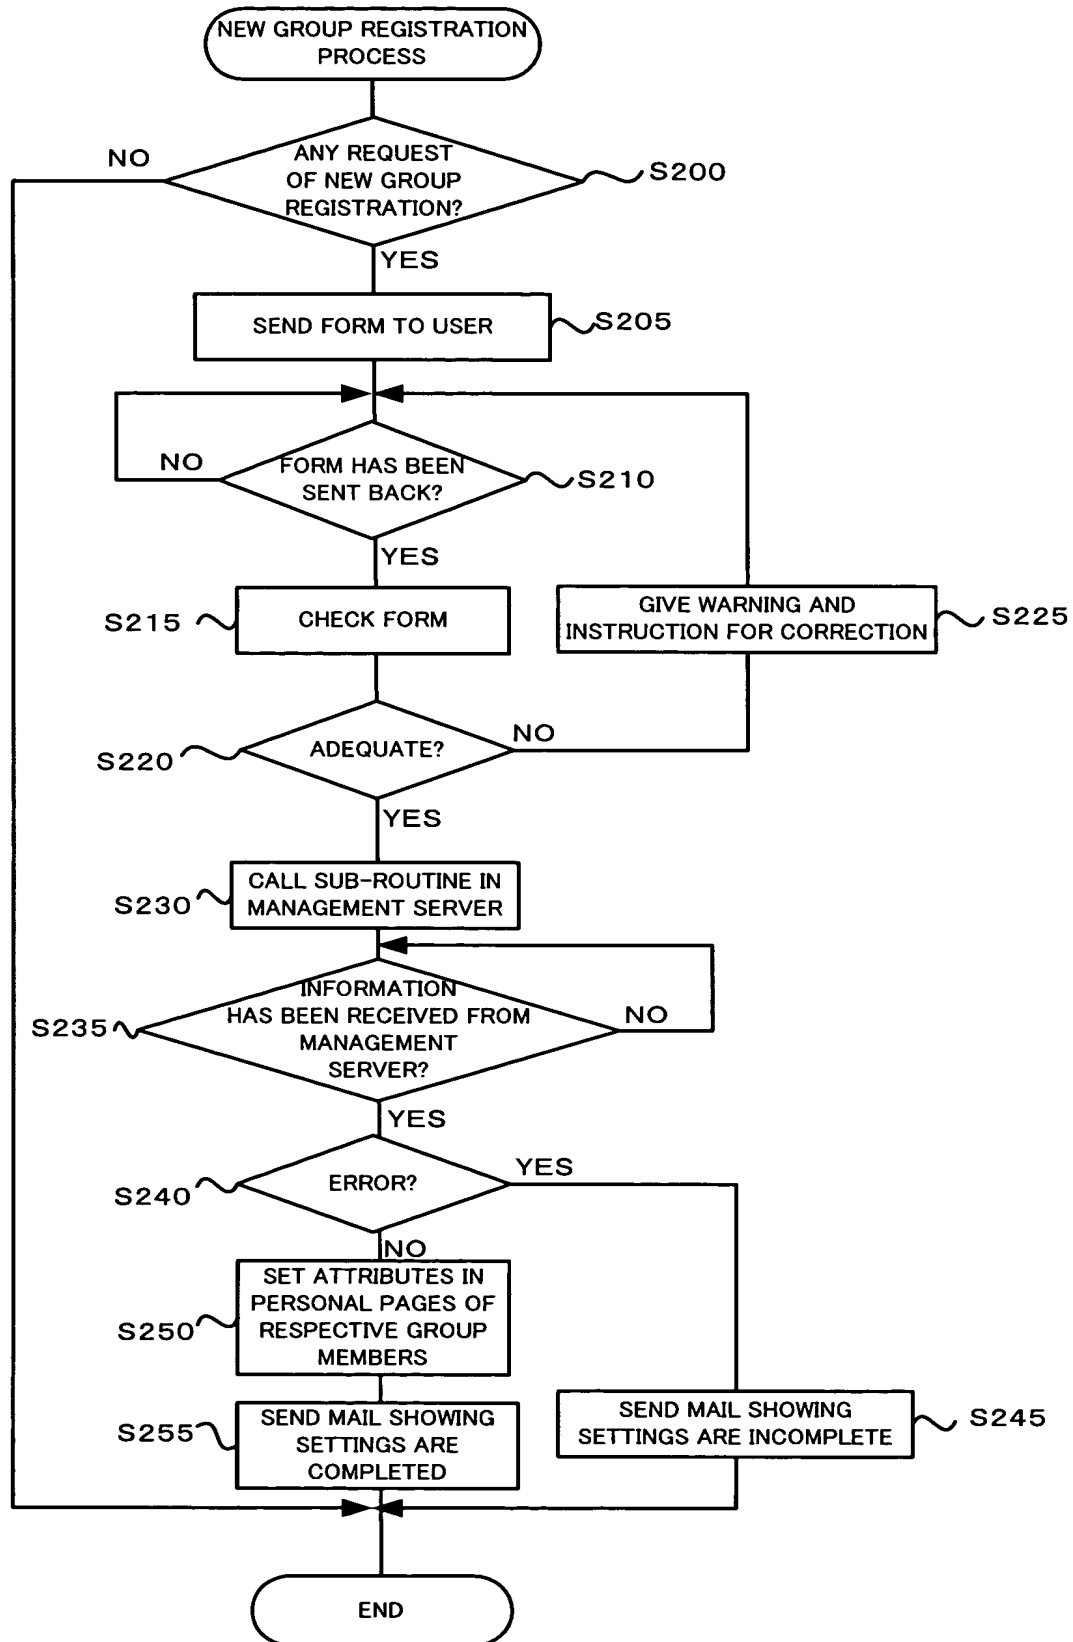 NEW GROUP REGISTRATION
PROCESS
NO
ANY REQUEST
OF NEW GROUP
REGISTRATION?
S200
YES
SEND FORM TO USER
S205
NO
FORM HAS BEEN
SENT BACK?
S210
YES
S215
CHECK FORM
GIVE WARNING AND
INSTRUCTION FOR CORRECTION
S225
S220
ADEQUATE?
NO
YES
S230
CALL SUB-ROUTINE IN
MANAGEMENT SERVER
S235
INFORMATION
HAS BEEN RECEIVED FROM
MANAGEMENT
SERVER?
NO
YES
S240
ERROR?
YES
NO
S250
SET ATTRIBUTES IN
PERSONAL PAGES OF
RESPECTIVE GROUP
MEMBERS
S255
SEND MAIL SHOWING
SETTINGS ARE
COMPLETED
SEND MAIL SHOWING
SETTINGS ARE INCOMPLETE
S245
END